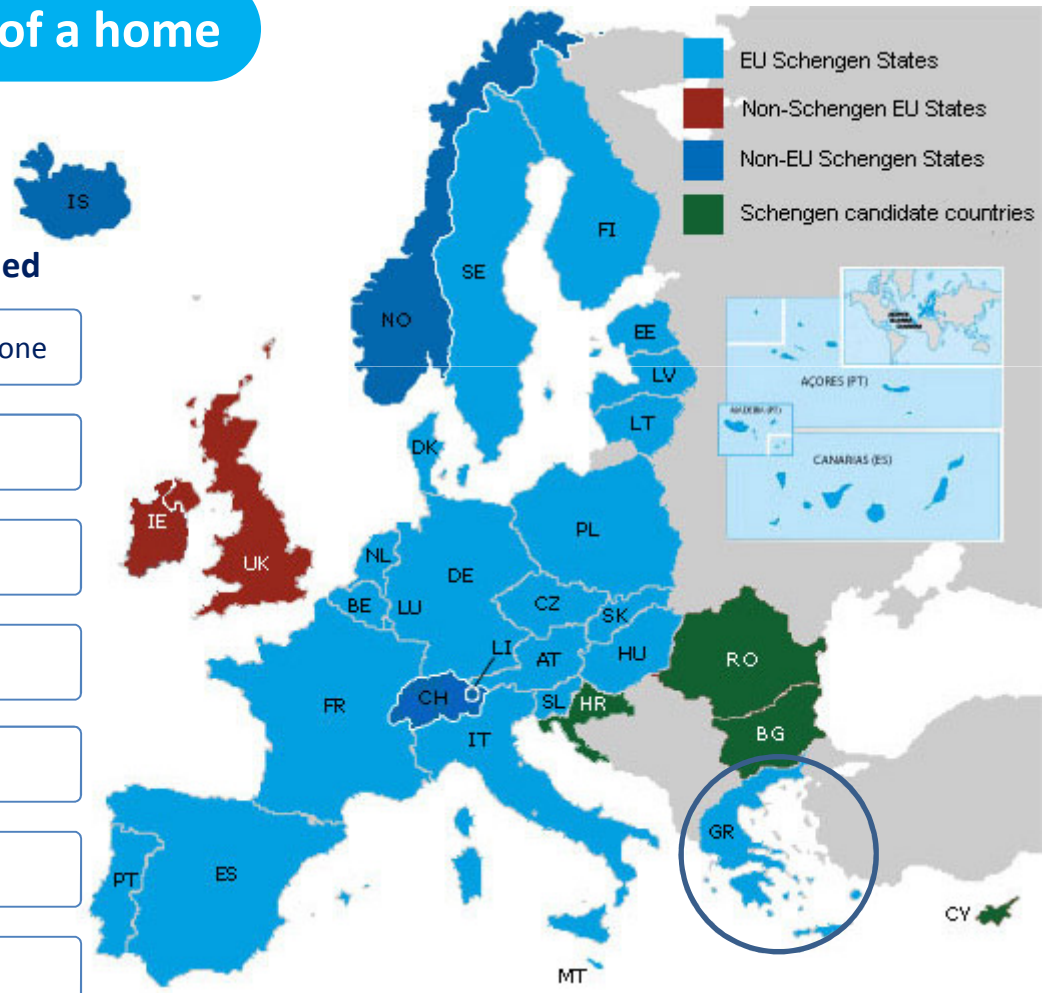 of a home
EU Schengen States
Non-Schengen EU States
Non-EU Schengen States
Schengen candidate countries
IS
ed
one
FI
SE
NO
EE
LV
LT
DK
AÇORES (PT)
MADEIRA (PT)
CANARIAS (ES)
IE
UK
NL
DE
PL
BE
LU
CZ
SK
LI
AT
HU
RO
FR
CH
SL
HR
IT
BG
GR
PT
ES
CY
MT